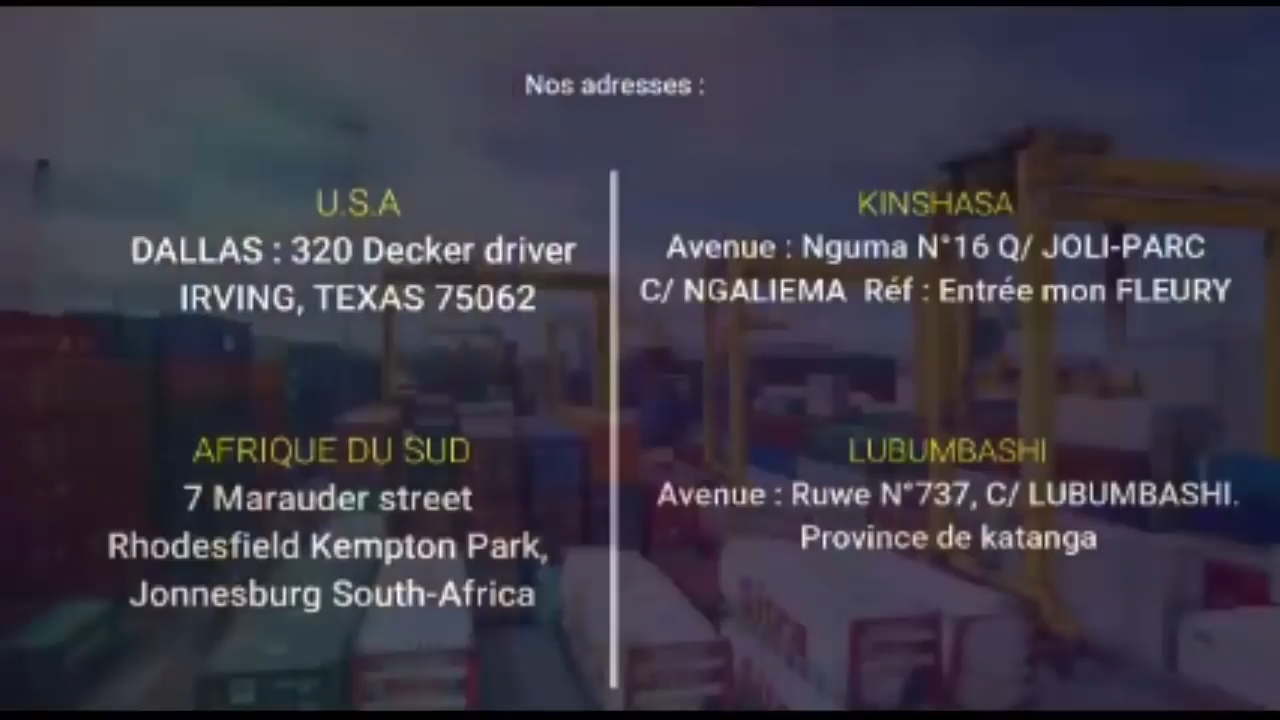 Nos adresses :
U.S.A
DALLAS : 320 Decker driver
IRVING, TEXAS 75062
AFRIQUE DU SUD
7 Marauder street
Rhodesfield Kempton Park,
Jonnesburg South-Africa
KINSHASA
Avenue : Nguma N°16 Q/ JOLI-PARC
C/ NGALIEMA Réf : Entrée mon FLEURY
LUBUMBASHI
Avenue : Ruwe N°737, C/ LUBUMBASHI.
Province de katanga